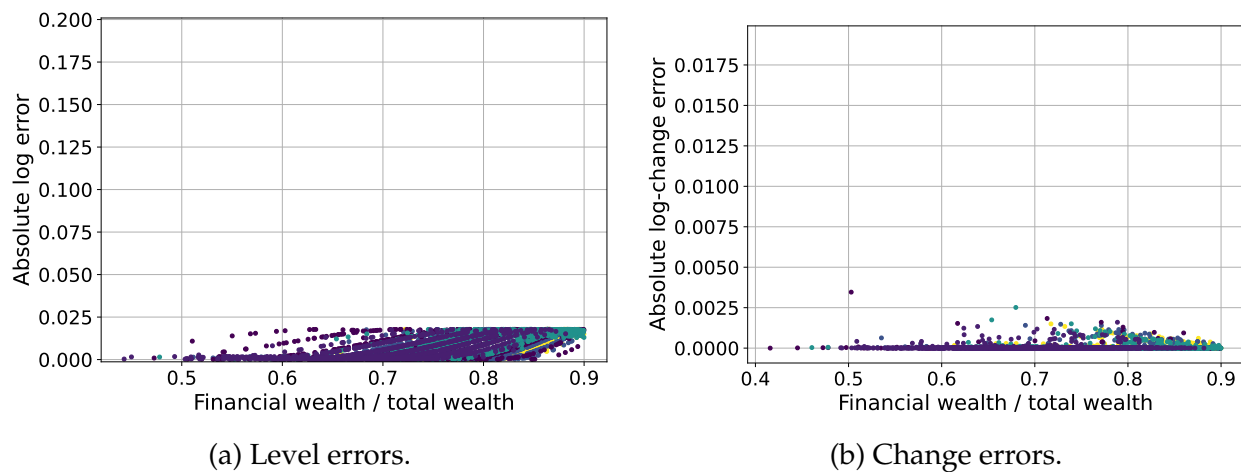 0.200
0.175
0.150
0.125
0.100
0.075
0.050
0.025
0.000
Absolute log error
0.5 0.6 0.7 0.8 0.9
Financial wealth / total wealth
(a) Level errors.
0.0175
0.0150
0.0125
0.0100
0.0075
0.0050
0.0025
0.0000
Absolute log-change error
0.4 0.5 0.6 0.7 0.8 0.9
Financial wealth / total wealth
(b) Change errors.